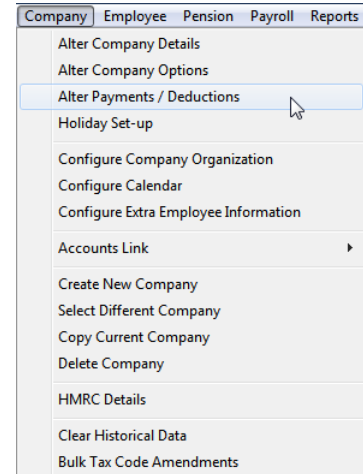 Company Employee Pension Payroll Reports
Alter Company Details
Alter Company Options
Alter Payments / Deductions
Holiday Set-up
Configure Company Organization
Configure Calendar
Configure Extra Employee Information
Accounts Link
Create New Company
Select Different Company
Copy Current Company
Delete Company
HMRC Details
Clear Historical Data
Bulk Tax Code Amendments